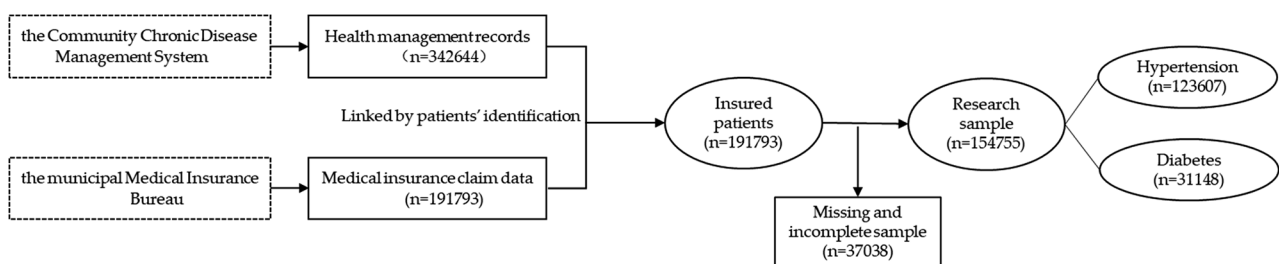 the Community Chronic Disease
Management System
Health management records
（n=342644）
Linked by patients' identification
the municipal Medical Insurance
Bureau
Medical insurance claim data
(n=191793)
Insured
patients
(n=191793)
Missing and
incomplete sample
(n=37038)
Research
sample
(n=154755)
Hypertension
(n=123607)
Diabetes
(n=31148)